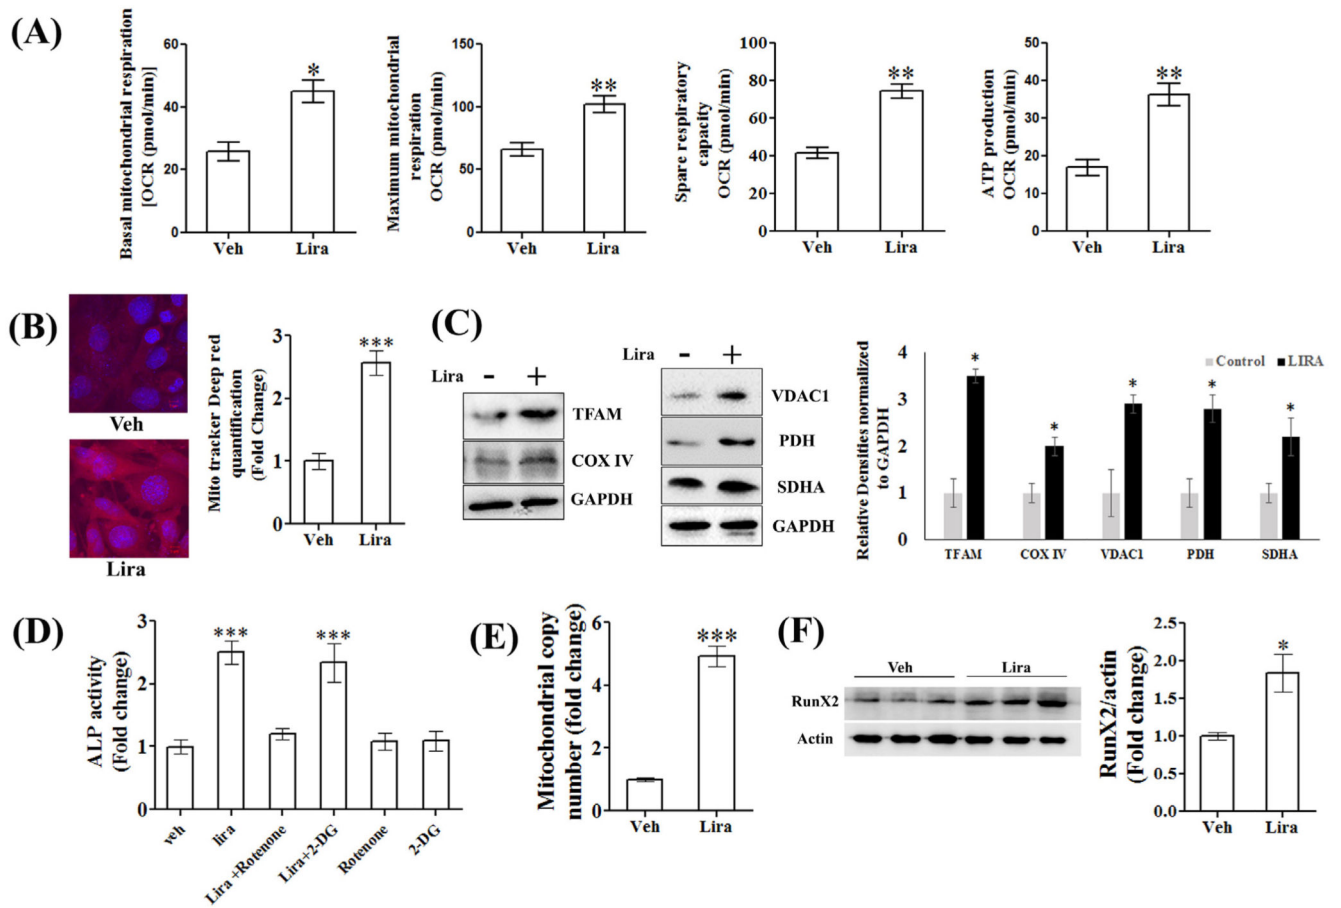 (A)
Basal mitochondrial respiration
[OCR (pmol/min)]
60
40
20
0
*
Veh
Lira
Maximum mitochondrial
respiration
OCR (pmol/min)
150
100
50
0
**
Veh
Lira
Spare respiratory
capacity
OCR (pmol/min)
100
80
60
40
20
0
**
Veh
Lira
ATP production
OCR (pmol/min)
50
40
30
20
10
0
**
Veh
Lira
(B)
Veh
Lira
Mito tracker Deep red
quantification
(Fold Change)
3
2
1
0
***
Veh
Lira
(C)
Lira - +
TFAM
COX IV
GAPDH
Lira - +
VDAC1
PDH
SDHA
GAPDH
Relative Densities normalized
to GAPDH
4
3
2
1
0
Control LIRA
* * * * *
TFAM COX IV VDAC1 PDH SDHA
(D)
ALP activity
(Fold change)
3
2
1
0
*** ***
veh
lira
Lira +Rotenone
Lira+2-DG
Rotenone
2-DG
(E)
Mitochondrial copy
number (fold change)
6
4
2
0
***
Veh
Lira
(F)
Veh Lira
RunX2
Actin
RunX2/actin
(Fold change)
2.5
2.0
1.5
1.0
0.5
0.0
*
Veh
Lira